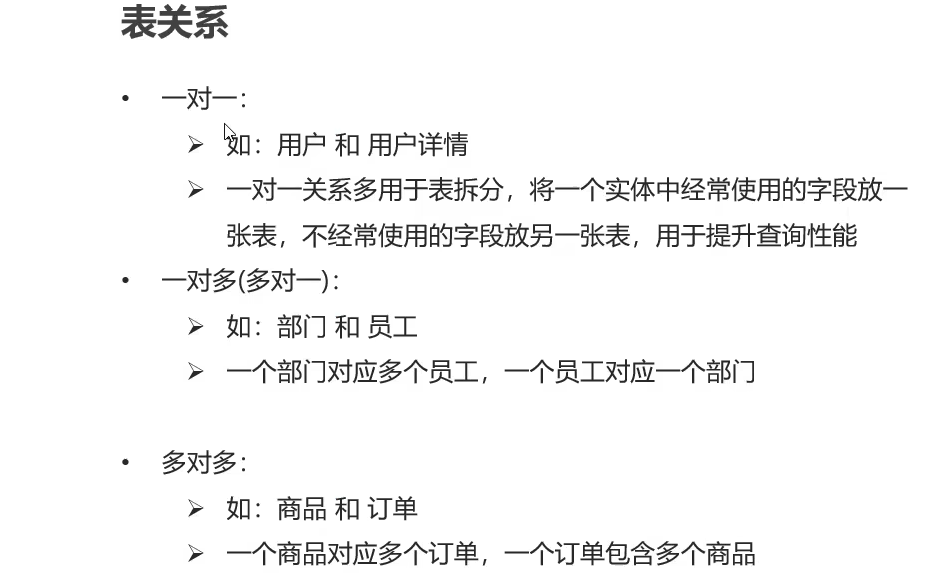 表关系
• 一对一：
➢ 如：用户 和 用户详情
➢ 一对一关系多用于表拆分，将一个实体中经常使用的字段放一
张表，不经常使用的字段放另一张表，用于提升查询性能
• 一对多(多对一)：
➢ 如：部门 和 员工
➢ 一个部门对应多个员工，一个员工对应一个部门
• 多对多：
➢ 如：商品 和 订单
➢ 一个商品对应多个订单，一个订单包含多个商品